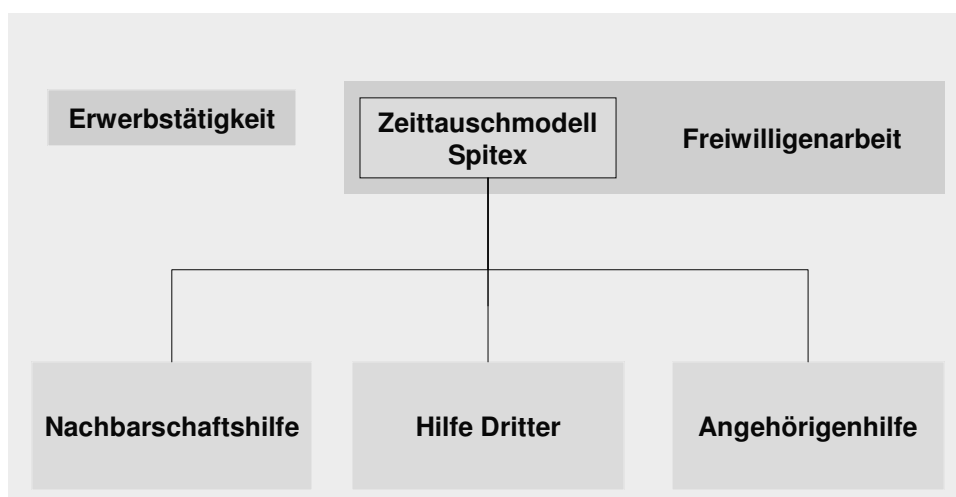 Erwerbstätigkeit
Zeittauschmodell
Spitex
Freiwilligenarbeit
Nachbarschaftshilfe
Hilfe Dritter
Angehörigenhilfe